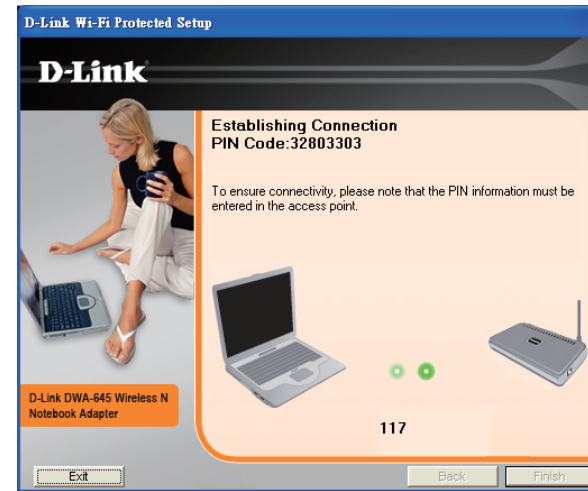 D-Link Wi-Fi Protected Setup
D-Link
Establishing Connection
PIN Code:32803303
To ensure connectivity, please note that the PIN information must be
entered in the access point.
D-Link DWA-645 Wireless N
Notebook Adapter
117
Exit
Back
Finish